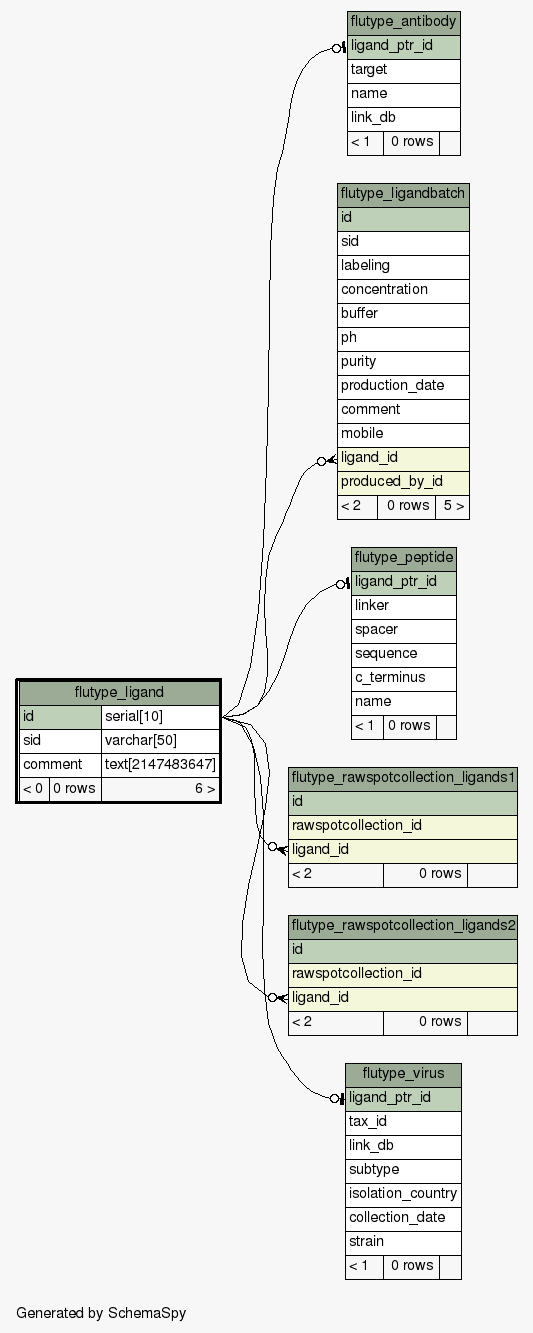 flutype_antibody
ligand_ptr_id
target
name
link_db
< 1 0 rows
flutype_ligandbatch
id
sid
labeling
concentration
buffer
ph
purity
production_date
comment
mobile
ligand_id
produced_by_id
< 2 0 rows 5 >
flutype_peptide
ligand_ptr_id
linker
spacer
sequence
c_terminus
name
< 1 0 rows
flutype_ligand
id serial[10]
sid varchar[50]
comment text[2147483647]
< 0 0 rows 6 >
flutype_rawspotcollection_ligands1
id
rawspotcollection_id
ligand_id
< 2 0 rows
flutype_rawspotcollection_ligands2
id
rawspotcollection_id
ligand_id
< 2 0 rows
flutype_virus
ligand_ptr_id
tax_id
link_db
subtype
isolation_country
collection_date
strain
< 1 0 rows
Generated by SchemaSpy